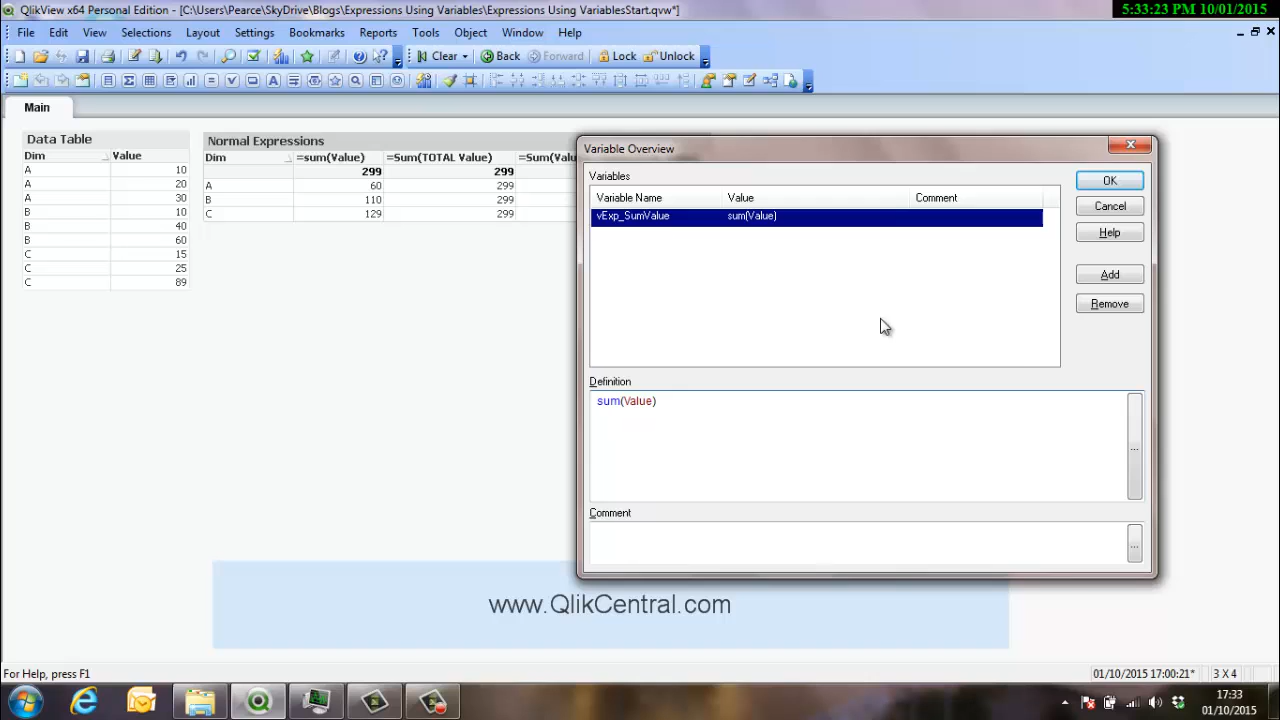 QlikView x64 Personal Edition - [C:\Users\Pearce\SkyDrive\Blogs\Expressions Using Variables\Expressions Using VariablesStart.qvw*]
5:33:23 PM 10/01/2015
File Edit View Selections Layout Settings Bookmarks Reports Tools Object Window Help
Clear Back Forward Lock Unlock
Main
Data Table
Dim Value
A 10
A 20
A 30
B 10
B 40
B 60
C 15
C 25
C 89
Normal Expressions
Dim =sum(Value) =Sum(TOTAL Value) =Sum(Valu
299 299
A 60 299
B 110 299
C 129 299
Variable Overview
Variables
Variable Name Value Comment
vExp_SumValue sum(Value)
OK
Cancel
Help
Add
Remove
Definition
sum(Value)
...
Comment
...
www.QlikCentral.com
For Help, press F1
01/10/2015 17:00:21* 3 X 4
17:33
01/10/2015